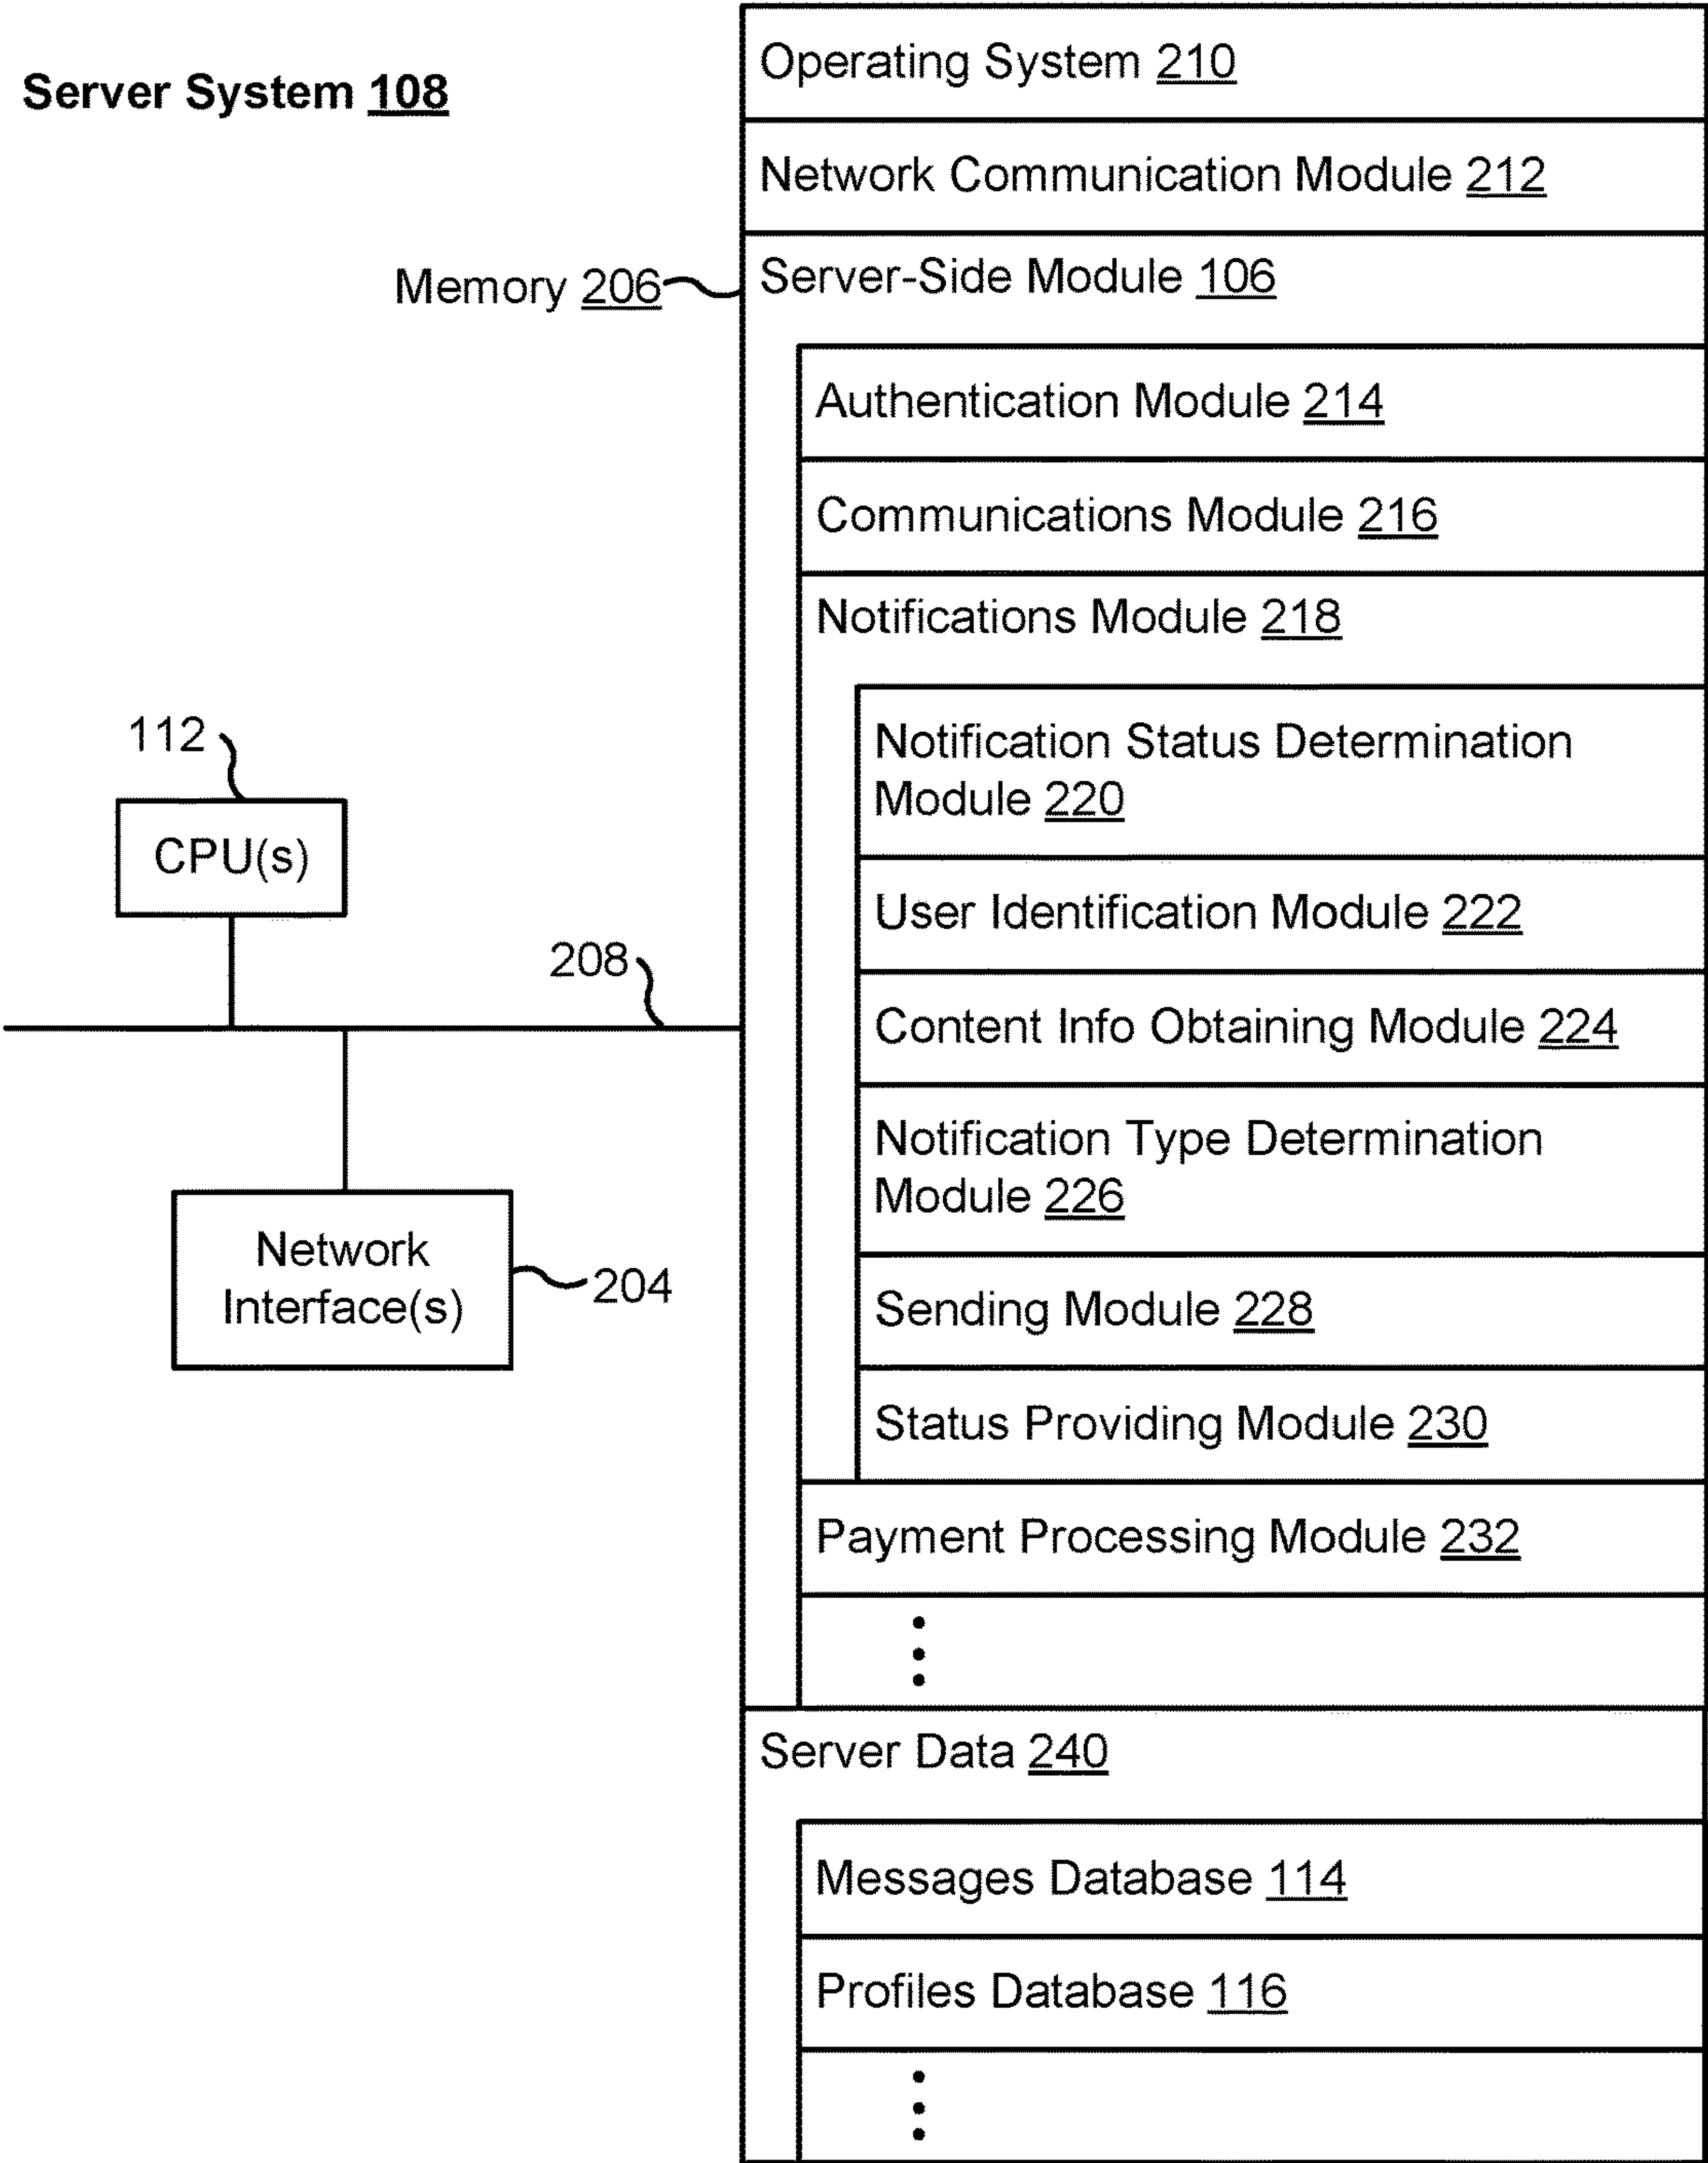 Server System 108
Operating System 210
Network Communication Module 212
Memory 206
Server-Side Module 106
Authentication Module 214
Communications Module 216
Notifications Module 218
Notification Status Determination
Module 220
User Identification Module 222
Content Info Obtaining Module 224
Notification Type Determination
Module 226
Sending Module 228
Status Providing Module 230
Payment Processing Module 232
Server Data 240
Messages Database 114
Profiles Database 116
112
CPU(s)
208
Network
Interface(s)
204